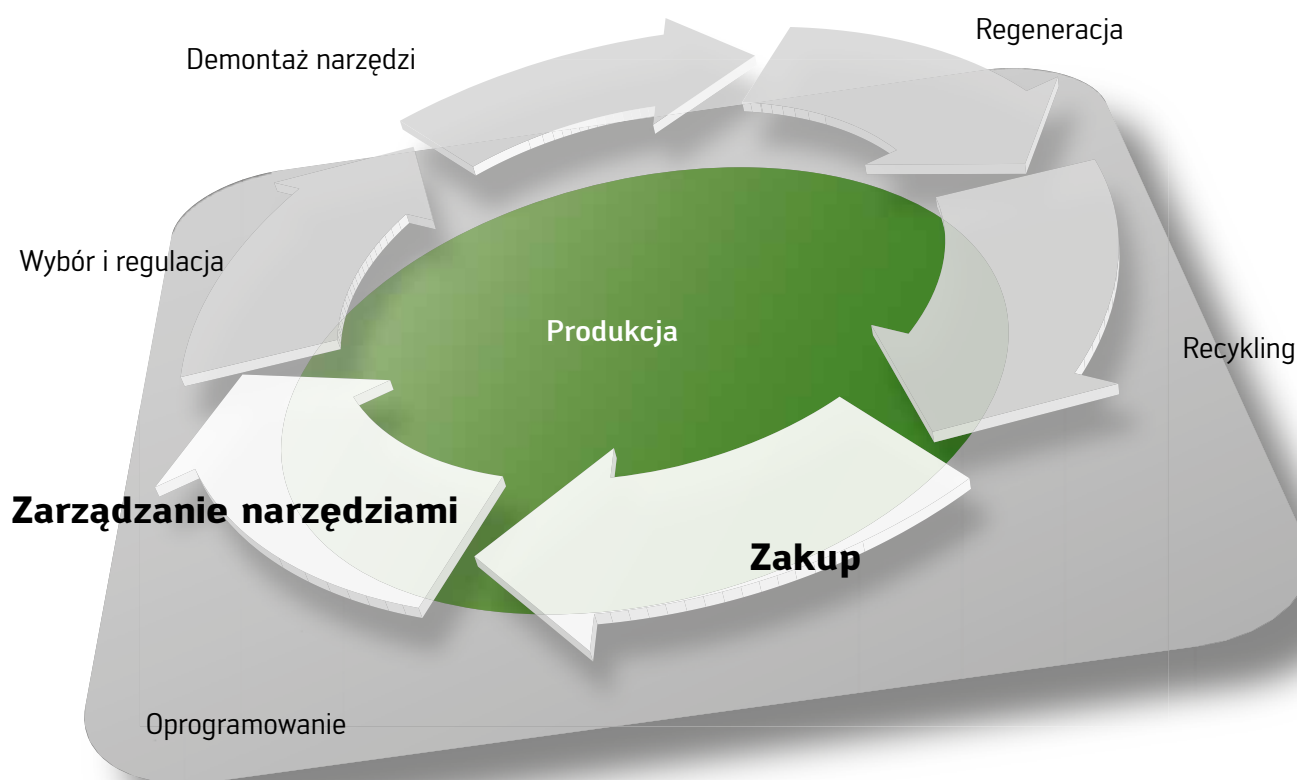 Regeneracja
Demontaż narzędzi
Wybór i regulacja
Produkcja
Recykling
Zarządzanie narzędziami
Zakup
Oprogramowanie